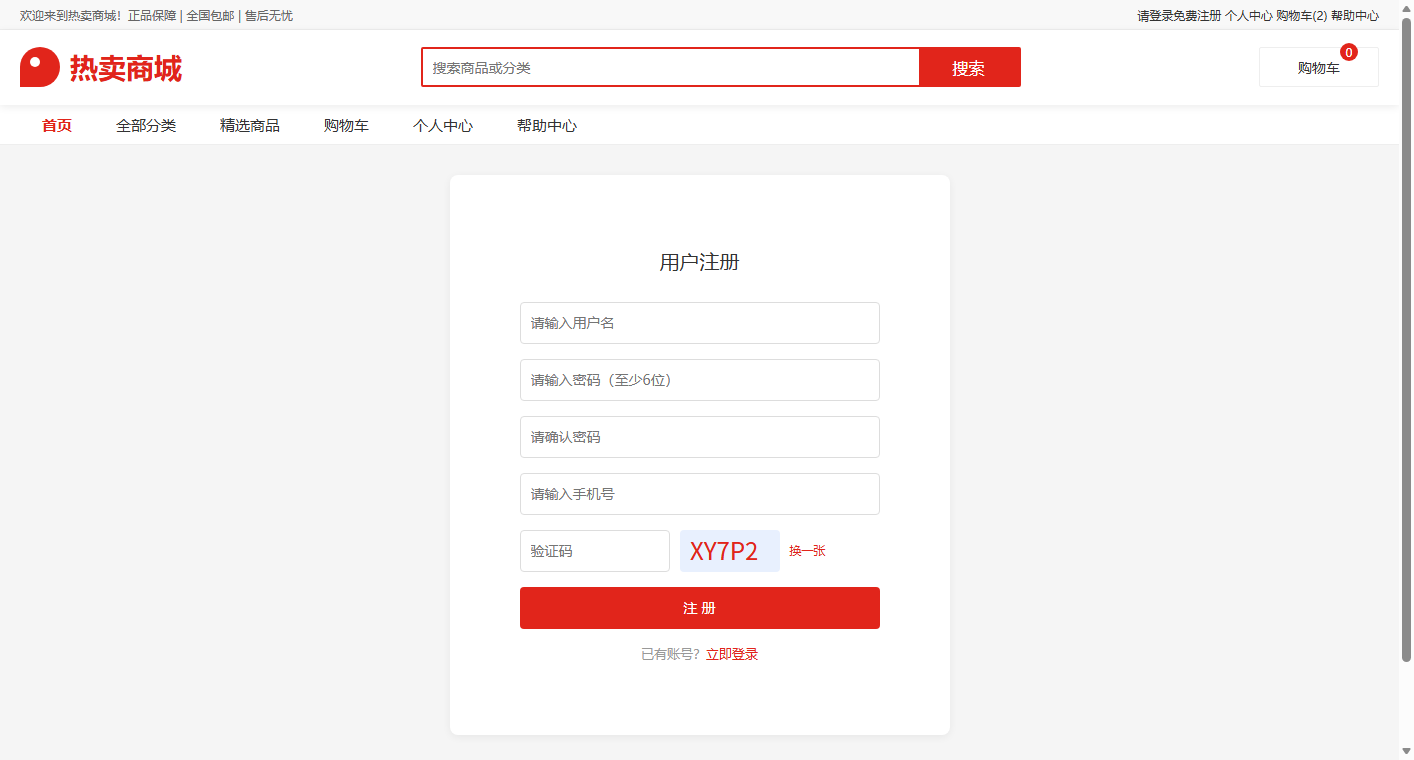 欢迎来到热卖商城！正品保障 | 全国包邮 | 售后无忧
请登录免费注册 个人中心 购物车(2) 帮助中心
热卖商城
搜索商品或分类
搜索
购物车
0
首页 全部分类 精选商品 购物车 个人中心 帮助中心
用户注册
请输入用户名
请输入密码（至少6位）
请确认密码
请输入手机号
验证码 XY7P2 换一张
注 册
已有账号？立即登录